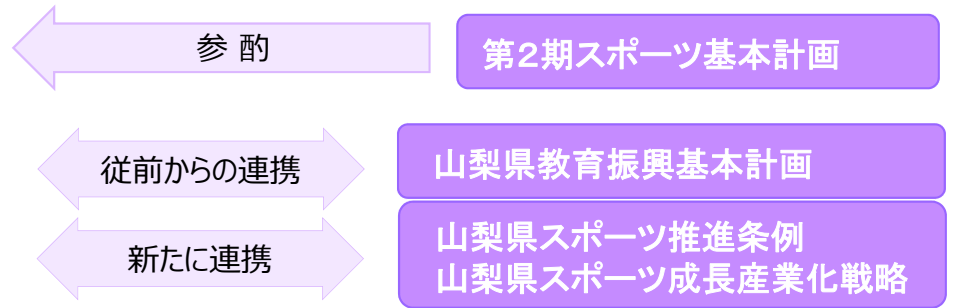 参 酌
第2期スポーツ基本計画
従前からの連携
山梨県教育振興基本計画
新たに連携
山梨県スポーツ推進条例
山梨県スポーツ成長産業化戦略